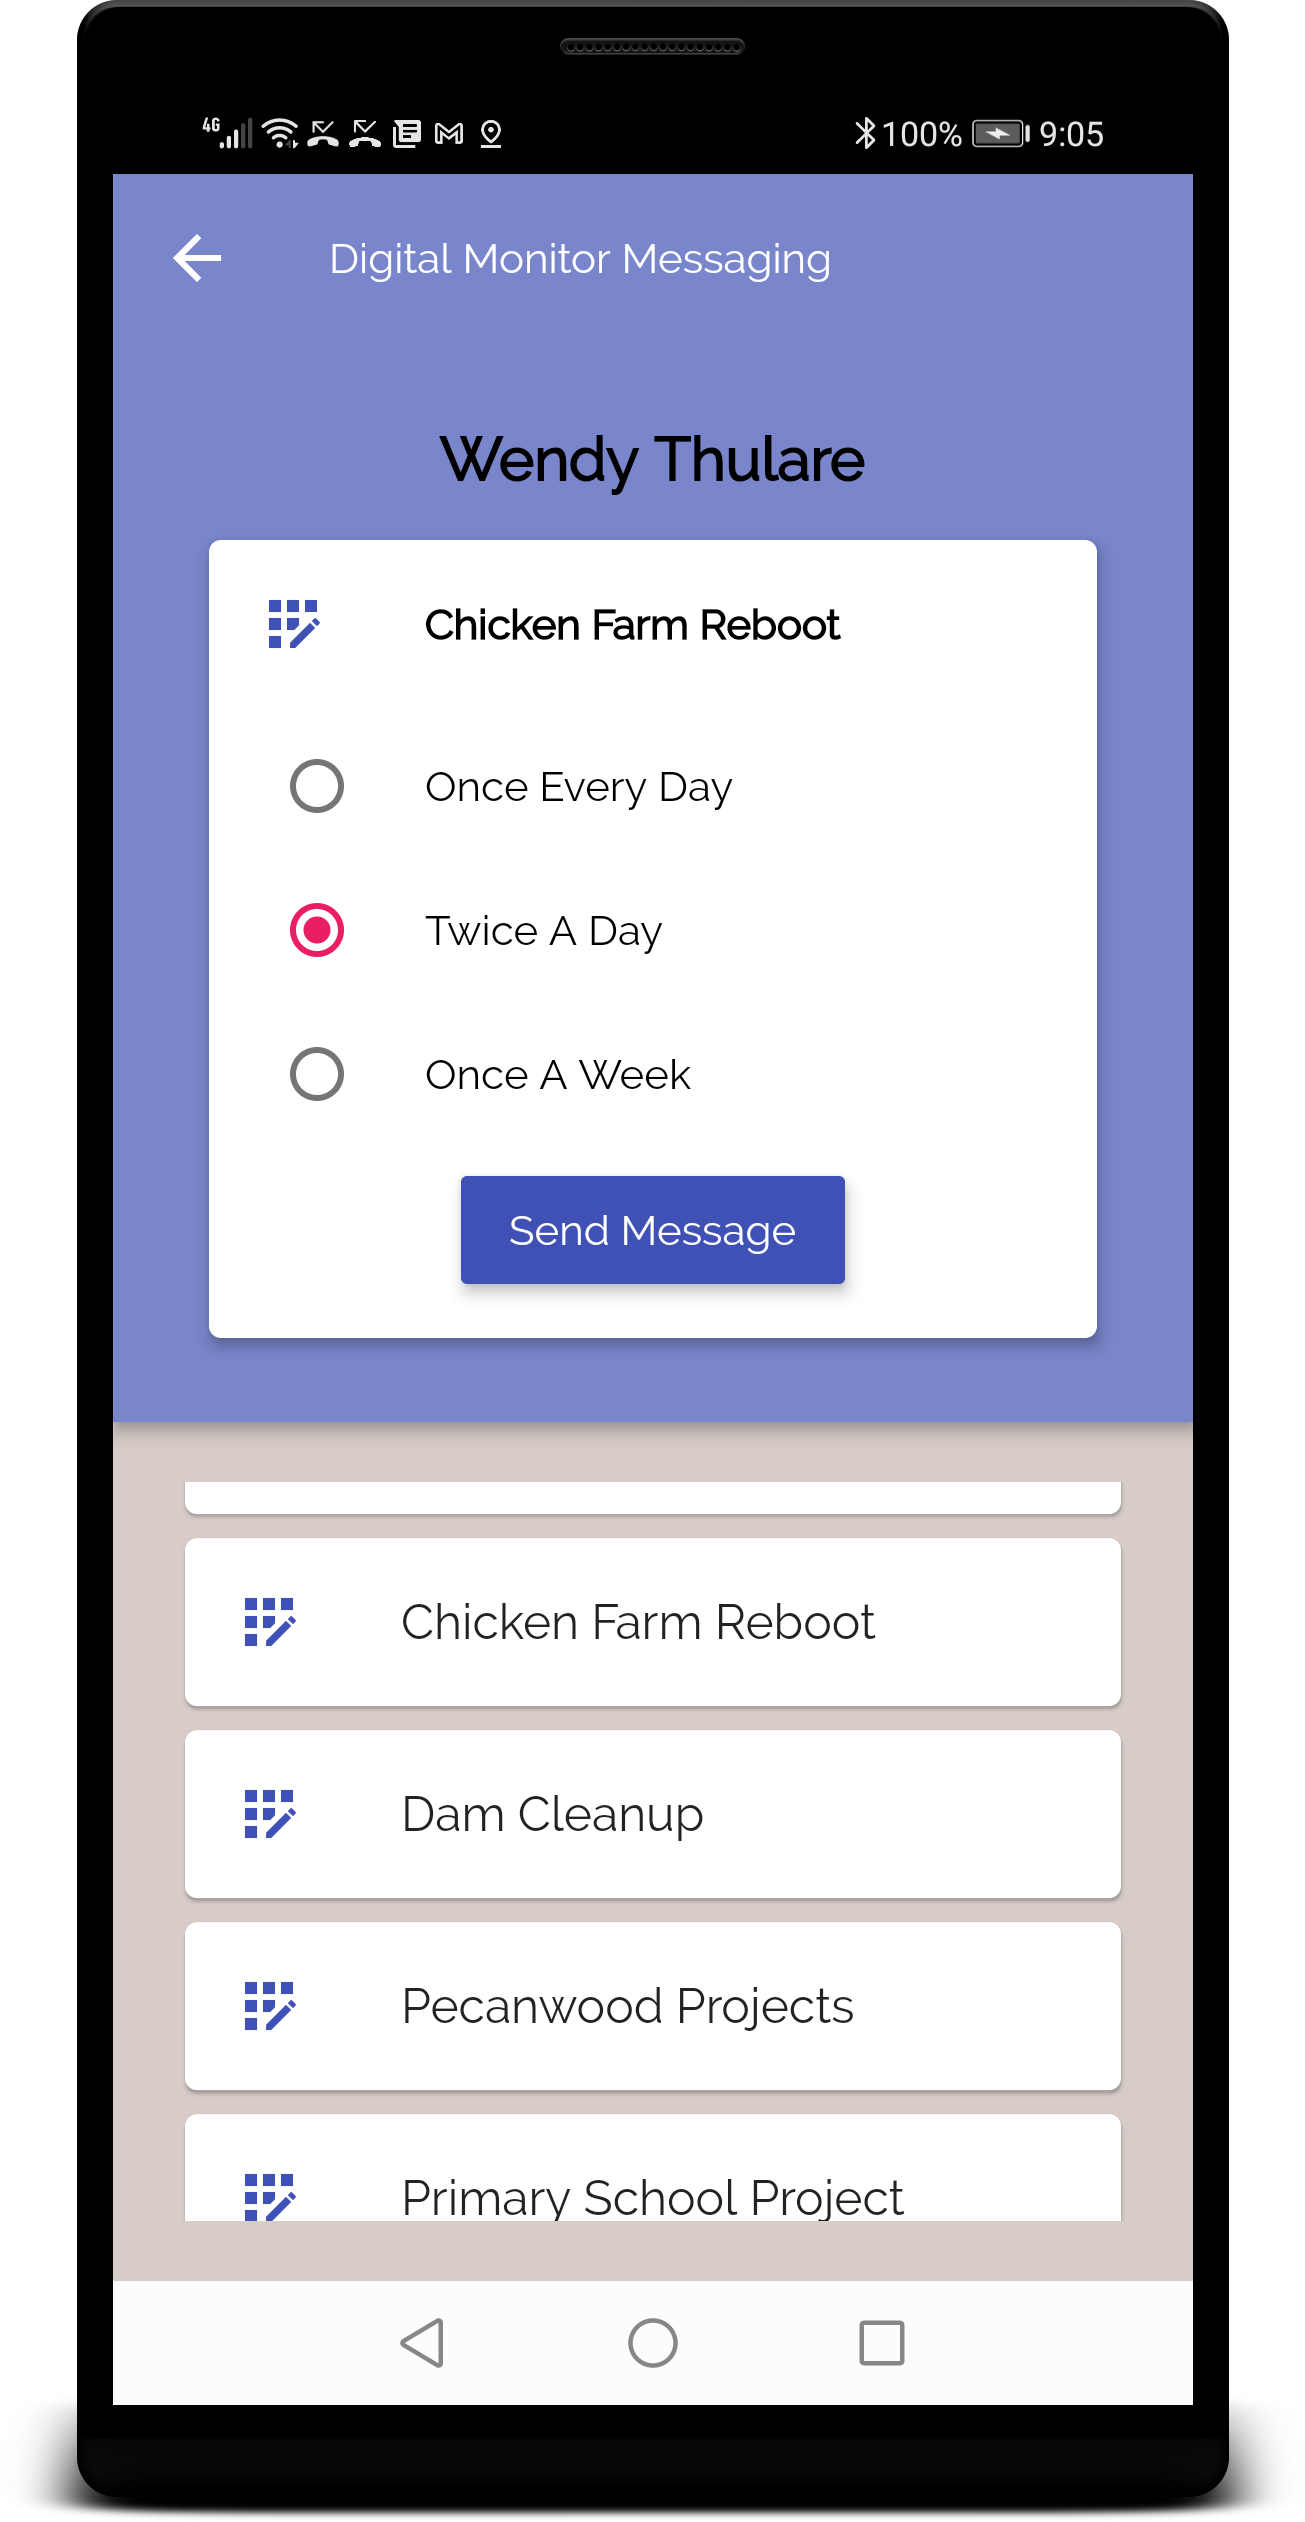 4G 100% 9:05
Digital Monitor Messaging
Wendy Thulare
Chicken Farm Reboot
Once Every Day
Twice A Day
Once A Week
Send Message
Chicken Farm Reboot
Dam Cleanup
Pecanwood Projects
Primary School Project